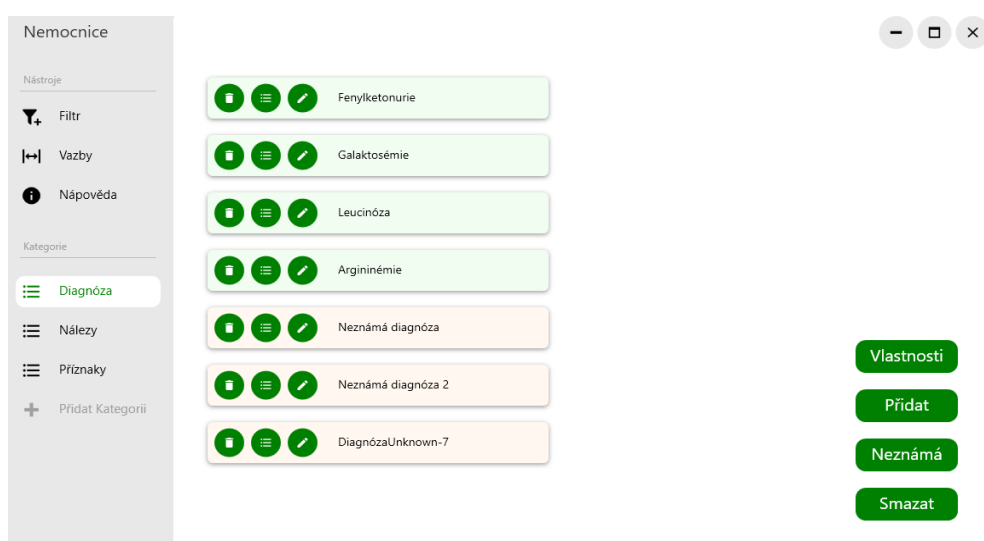 Nemocnice
Nástroje
Filtr
Vazby
Nápověda
Kategorie
Diagnóza
Nálezy
Příznaky
Přidat Kategorii
Fenylketonurie
Galaktosémie
Leucinóza
Argininémie
Neznámá diagnóza
Neznámá diagnóza 2
DiagnózaUnknown-7
Vlastnosti
Přidat
Neznámá
Smazat